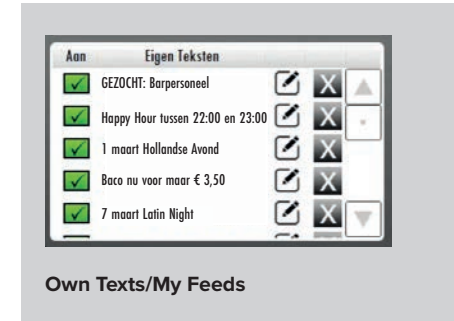 Aan Eigen Teksten
GEZOCHT: Barpersoneel
Happy Hour tussen 22:00 en 23:00
1 maart Hollandse Avond
Baco nu voor maar € 3,50
7 maart Latin Night
Own Texts/My Feeds